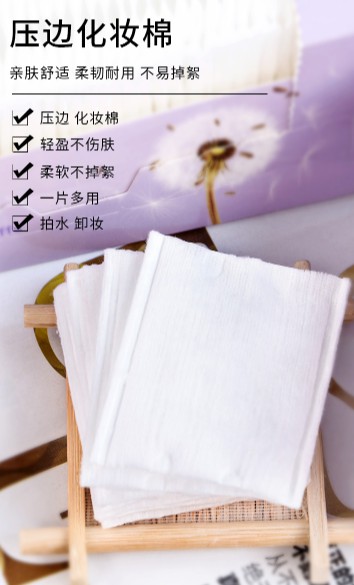 压边化妆棉
亲肤舒适 柔韧耐用 不易掉絮
压边 化妆棉
轻盈不伤肤
柔软不掉絮
一片多用
拍水 卸妆